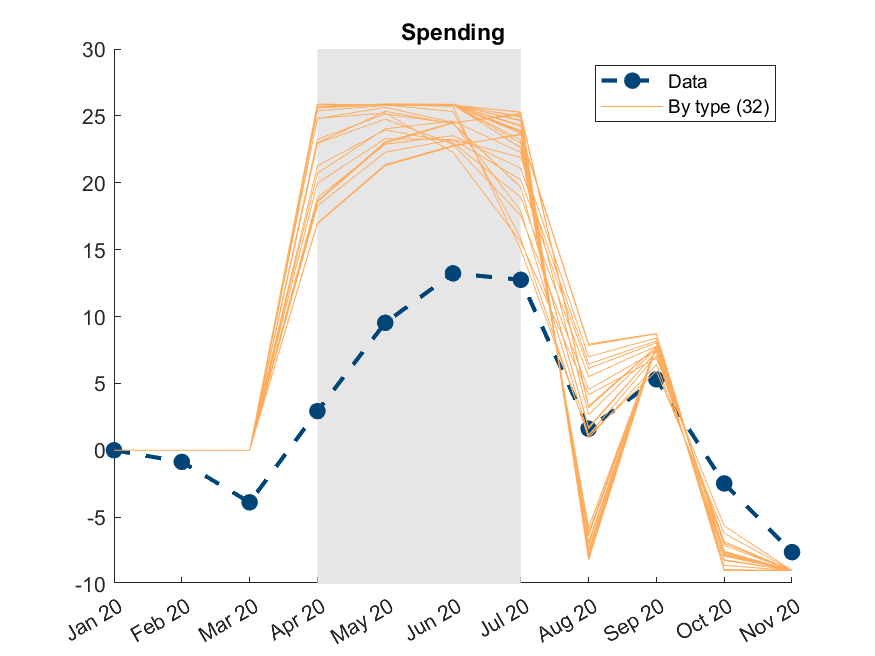 Spending
30
25
20
15
10
5
0
-5
-10
Data
By type (32)
Jan 20
Feb 20
Mar 20
Apr 20
May 20
Jun 20
Jul 20
Aug 20
Sep 20
Oct 20
Nov 20